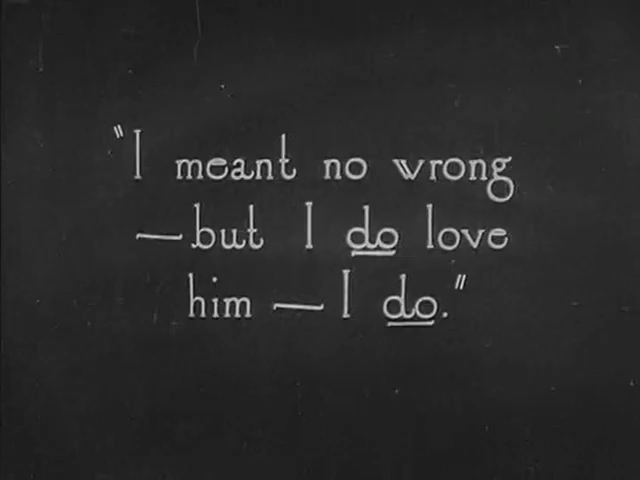 "I meant no wrong
—but I do love
him — I do."